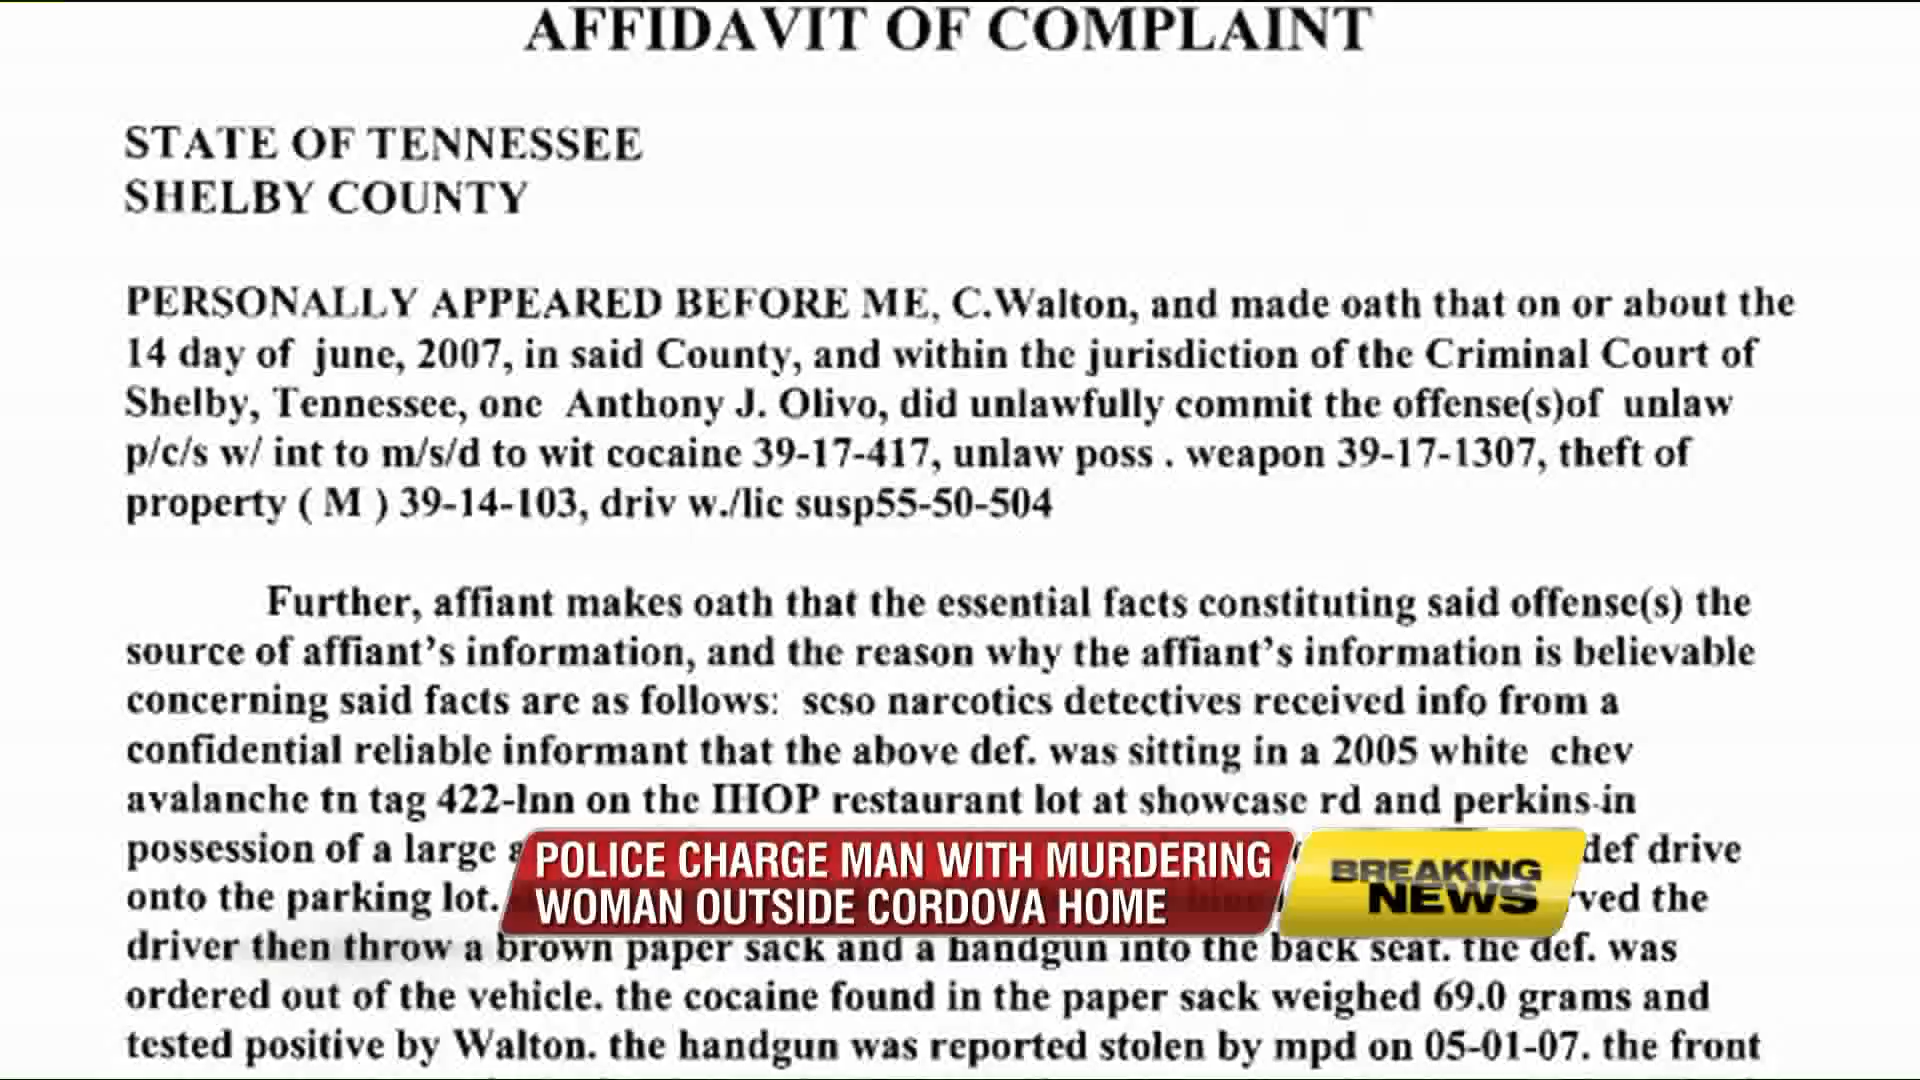 AFFIDAVIT OF COMPLAINT
STATE OF TENNESSEE
SHELBY COUNTY
PERSONALLY APPEARED BEFORE ME, C.Walton, and made oath that on or about the
14 day of june, 2007, in said County, and within the jurisdiction of the Criminal Court of
Shelby, Tennessee, one Anthony J. Olivo, did unlawfully commit the offense(s)of unlaw
p/c/s w/ int to m/s/d to wit cocaine 39-17-417, unlaw poss . weapon 39-17-1307, theft of
property ( M ) 39-14-103, driv w./lic susp55-50-504
Further, affiant makes oath that the essential facts constituting said offense(s) the
source of affiant's information, and the reason why the affiant's information is believable
concerning said facts are as follows: scso narcotics detectives received info from a
confidential reliable informant that the above def. was sitting in a 2005 white chev
avalanche tn tag 422-lnn on the IHOP restaurant lot at showcase rd and perkins in
possession of a large def drive
onto the parking lot. the
driver then throw a brown paper sack and a handgun into the back seat. the def. was
ordered out of the vehicle. the cocaine found in the paper sack weighed 69.0 grams and
tested positive by Walton. the handgun was reported stolen by mpd on 05-01-07. the front
POLICE CHARGE MAN WITH MURDERING
WOMAN OUTSIDE CORDOVA HOME
BREAKING
NEWS